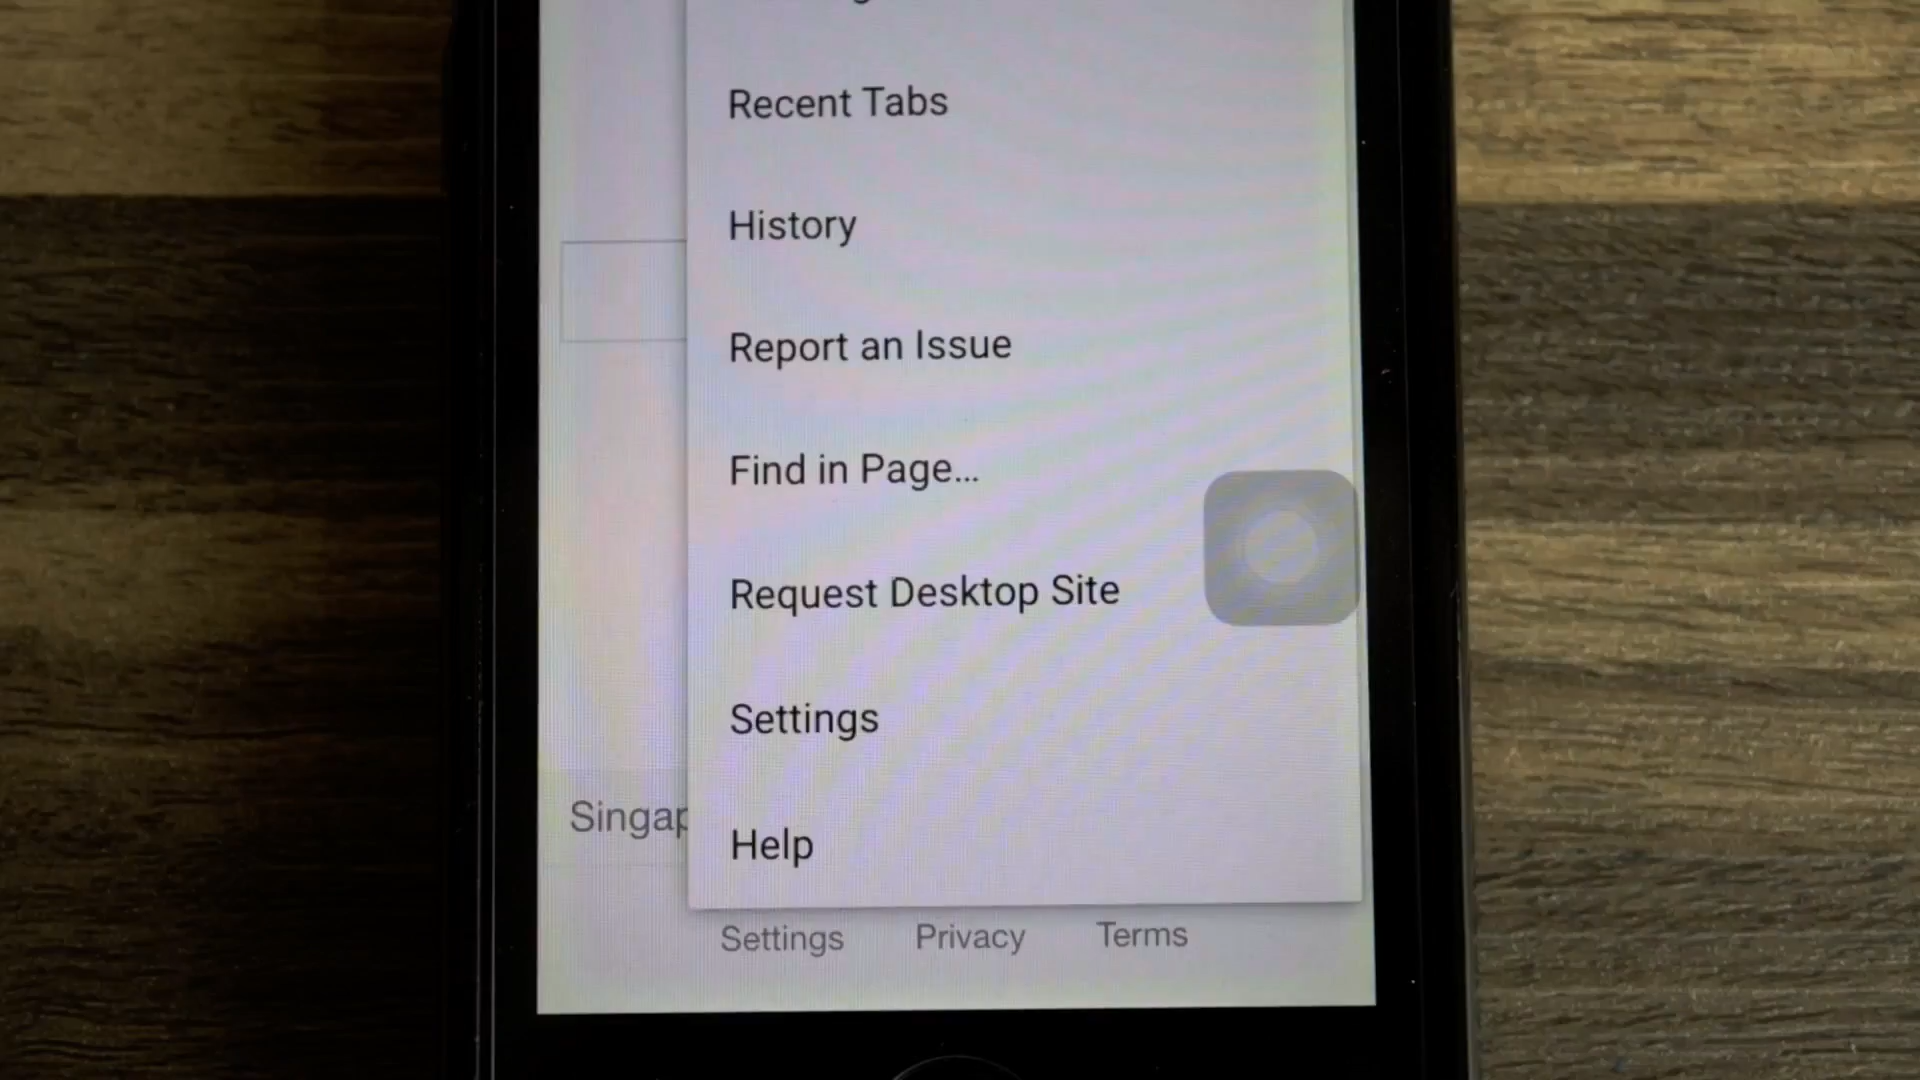 Recent Tabs
History
Report an Issue
Find in Page...
Request Desktop Site
Settings
Singap
Help
Settings Privacy Terms